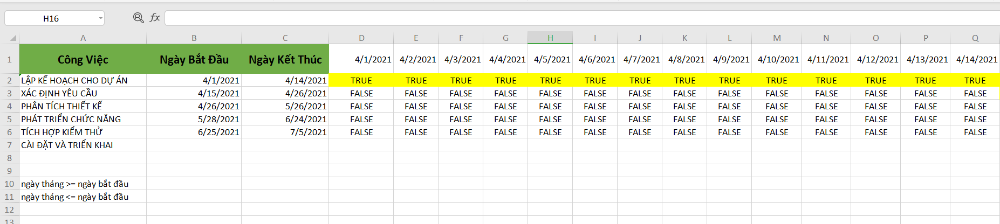 H16 fx
A B C D E F G H I J K L M N O P Q
1 Công Việc Ngày Bắt Đầu Ngày Kết Thúc 4/1/2021 4/2/2021 4/3/2021 4/4/2021 4/5/2021 4/6/2021 4/7/2021 4/8/2021 4/9/2021 4/10/2021 4/11/2021 4/12/2021 4/13/2021 4/14/2021
2 LẬP KẾ HOẠCH CHO DỰ ÁN 4/1/2021 4/14/2021 TRUE TRUE TRUE TRUE TRUE TRUE TRUE TRUE TRUE TRUE TRUE TRUE TRUE TRUE
3 XÁC ĐỊNH YÊU CẦU 4/15/2021 4/26/2021 FALSE FALSE FALSE FALSE FALSE FALSE FALSE FALSE FALSE FALSE FALSE FALSE FALSE FALSE
4 PHÂN TÍCH THIẾT KẾ 4/26/2021 5/26/2021 FALSE FALSE FALSE FALSE FALSE FALSE FALSE FALSE FALSE FALSE FALSE FALSE FALSE FALSE
5 PHÁT TRIỂN CHỨC NĂNG 5/28/2021 6/24/2021 FALSE FALSE FALSE FALSE FALSE FALSE FALSE FALSE FALSE FALSE FALSE FALSE FALSE FALSE
6 TÍCH HỢP KIỂM THỬ 6/25/2021 7/5/2021 FALSE FALSE FALSE FALSE FALSE FALSE FALSE FALSE FALSE FALSE FALSE FALSE FALSE FALSE
7 CÀI ĐẶT VÀ TRIỂN KHAI
8
9
10 ngày tháng >= ngày bắt đầu
11 ngày tháng <= ngày bắt đầu
12
13